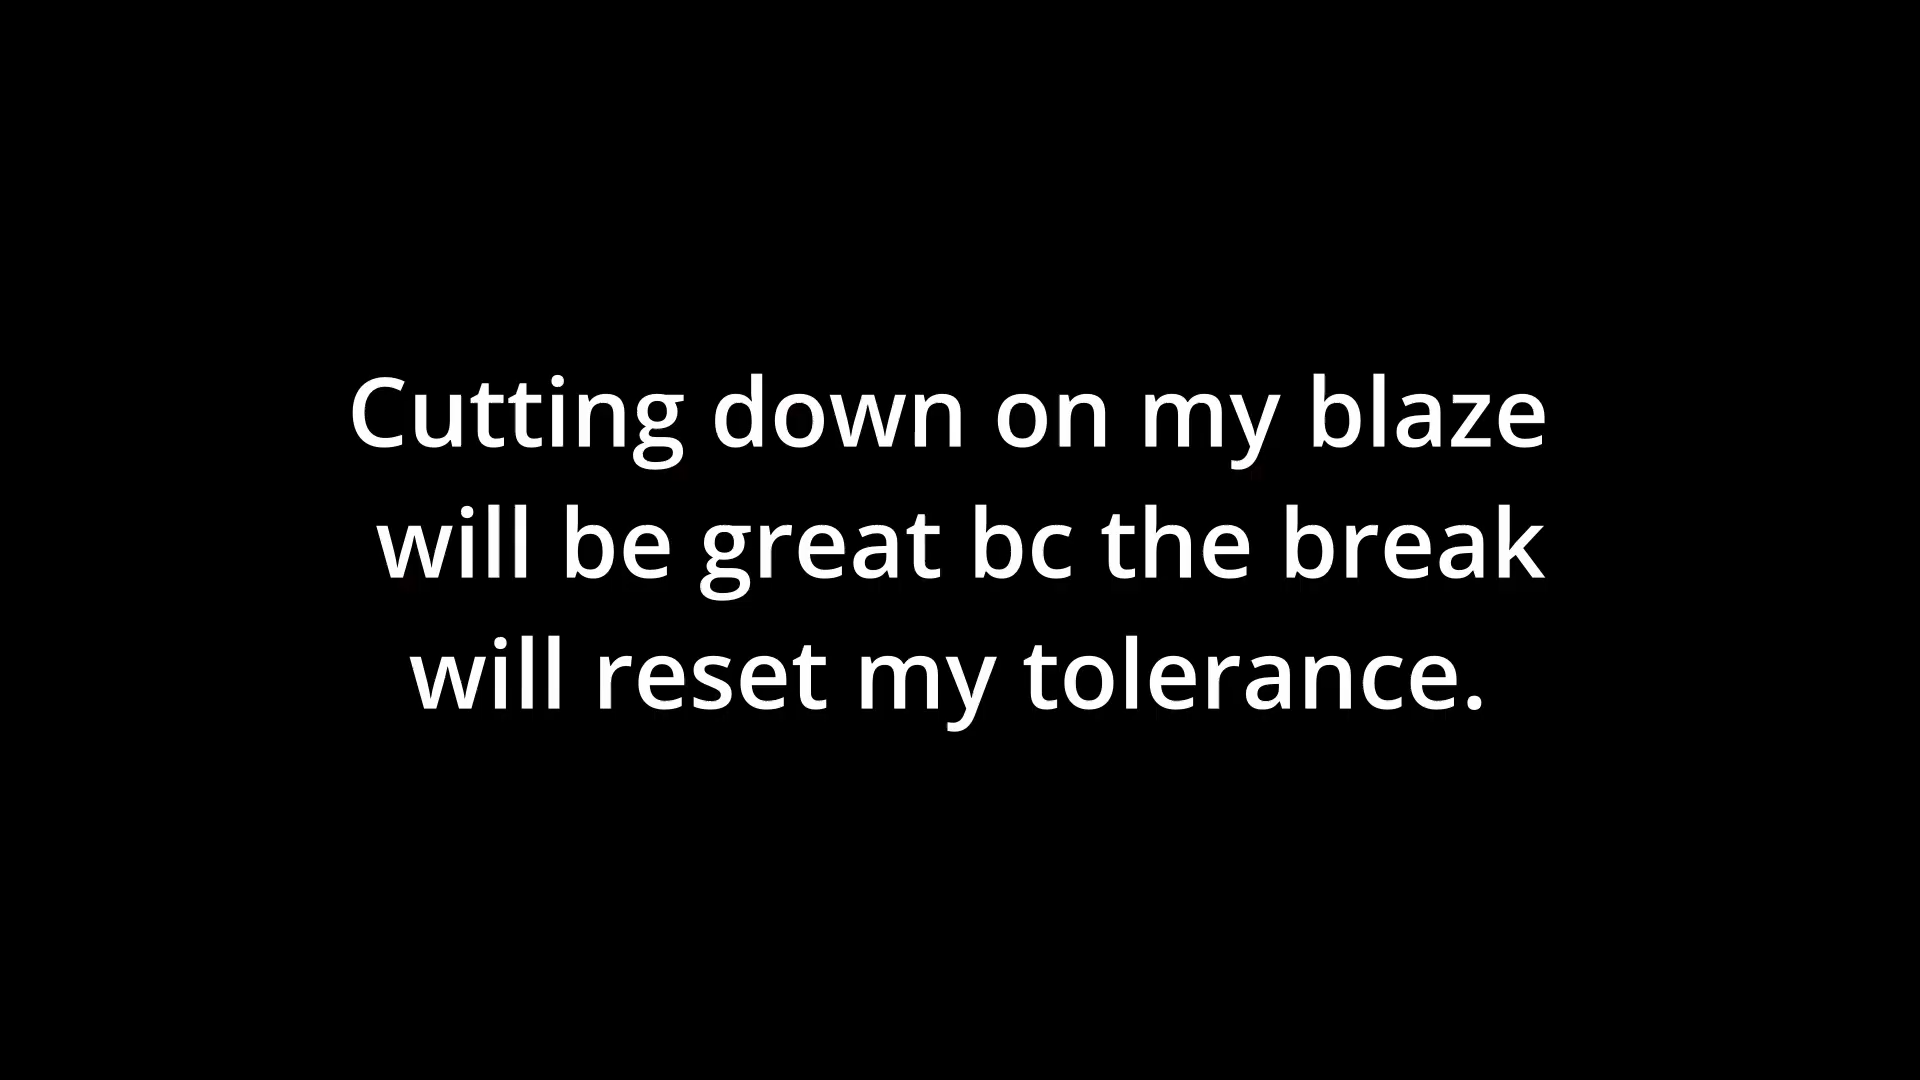 Cutting down on my blaze
will be great bc the break
will reset my tolerance.